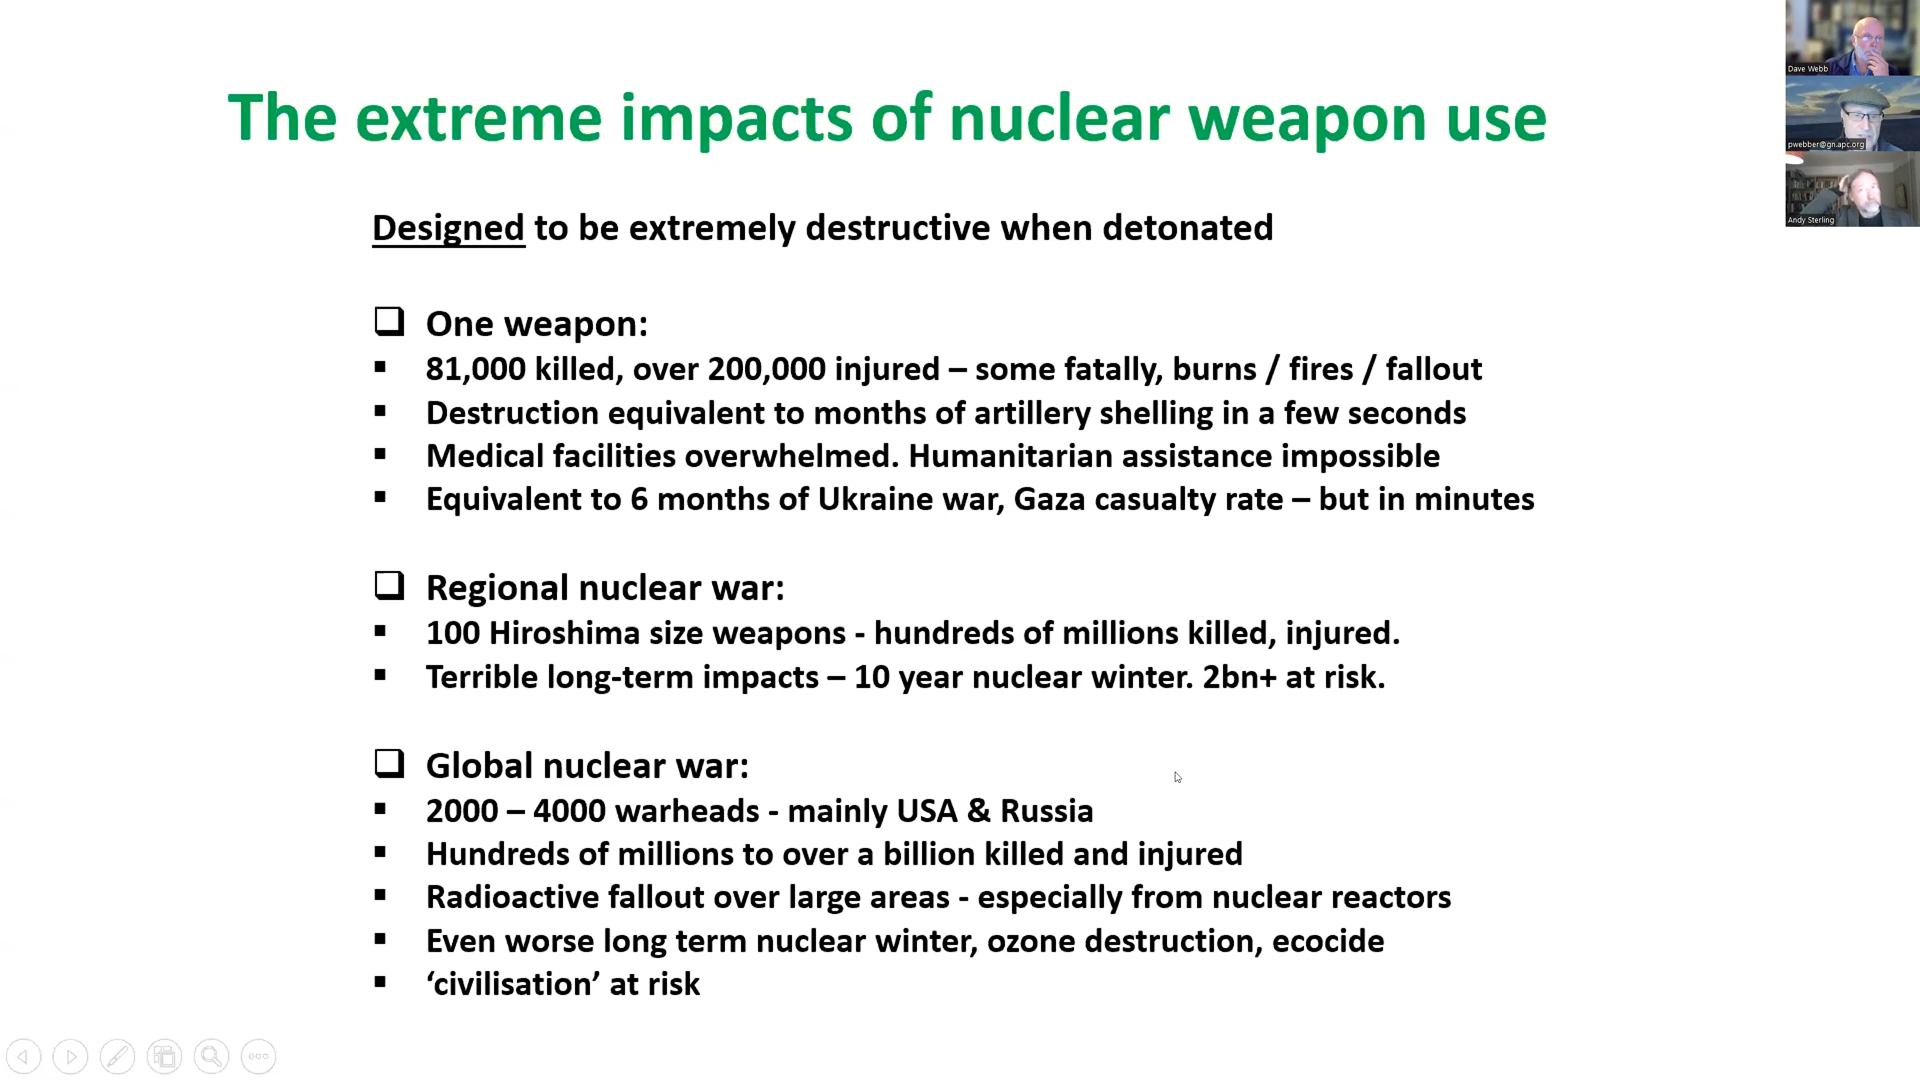 The extreme impacts of nuclear weapon use
Designed to be extremely destructive when detonated
One weapon:
81,000 killed, over 200,000 injured – some fatally, burns / fires / fallout
Destruction equivalent to months of artillery shelling in a few seconds
Medical facilities overwhelmed. Humanitarian assistance impossible
Equivalent to 6 months of Ukraine war, Gaza casualty rate – but in minutes
Regional nuclear war:
100 Hiroshima size weapons - hundreds of millions killed, injured.
Terrible long-term impacts – 10 year nuclear winter. 2bn+ at risk.
Global nuclear war:
2000 – 4000 warheads - mainly USA & Russia
Hundreds of millions to over a billion killed and injured
Radioactive fallout over large areas - especially from nuclear reactors
Even worse long term nuclear winter, ozone destruction, ecocide
‘civilisation’ at risk
Dave Webb
pwebber@gn.apc.org
Andy Sterling